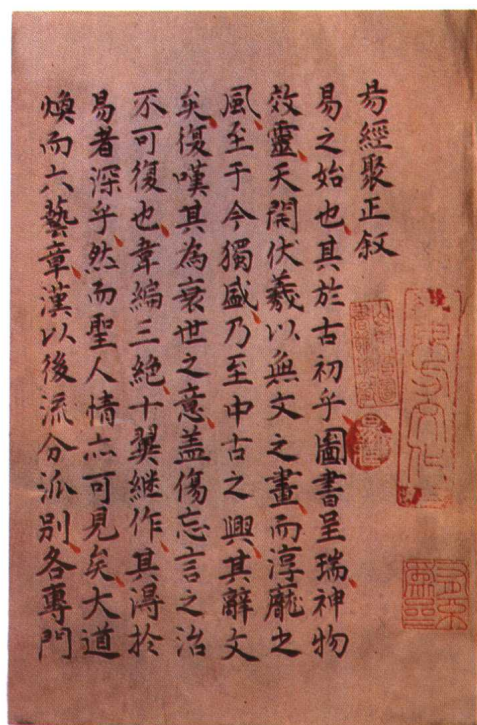 易經聚正叙
易之始也其於古初乎圖書呈瑞神物
效靈天開伏羲以無文之畫而淳龐之
風至于今獨盛乃至中古之興其辭文
矣復嘆其為衰世之意盖傷忘言之治
不可復也韋編三絶十翼継作其淂於
易者深乎然而聖人情亦可見矣大道
煥而六藝章漢以後流分派別各專門